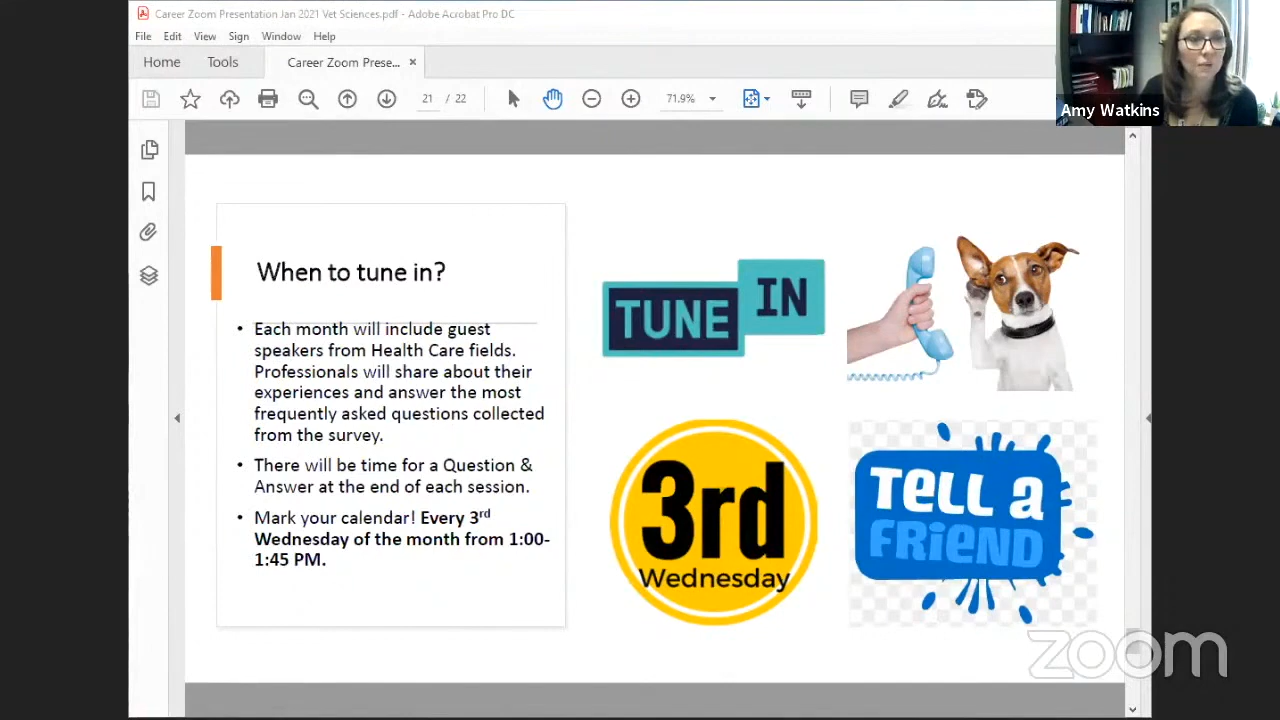 Career Zoom Presentation Jan 2021 Vet Sciences.pdf - Adobe Acrobat Pro DC
File Edit View Sign Window Help
Home Tools Career Zoom Prese... ×
21 / 22 71.9%
Amy Watkins
When to tune in?
• Each month will include guest
speakers from Health Care fields.
Professionals will share about their
experiences and answer the most
frequently asked questions collected
from the survey.
• There will be time for a Question &
Answer at the end of each session.
• Mark your calendar! Every 3rd
Wednesday of the month from 1:00-
1:45 PM.
TUNE IN
3rd
Wednesday
TELL a
FRIEND
zoom